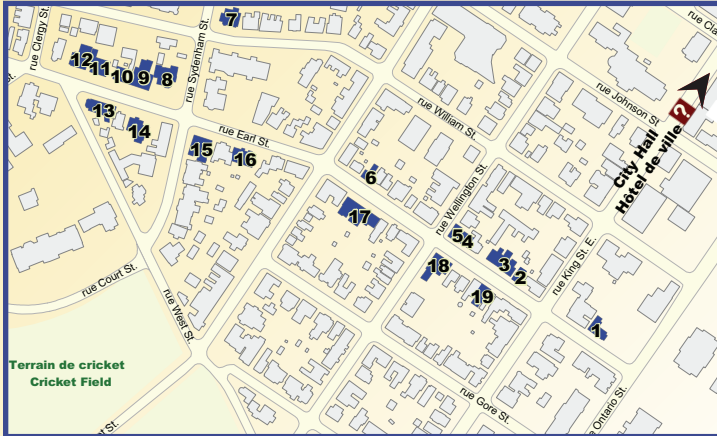 rue Clergy St.
rue Sydenham St.
7
12
11
10
9
8
13
14
15
rue Earl St.
16
rue William St.
rue Johnson St.
?
City Hall
Hôtel de ville
6
17
rue Wellington St.
5
4
3
2
18
19
rue King St. E.
1
rue Court St.
rue West St.
Terrain de cricket
Cricket Field
rue Gore St.
Ontario St.
St.